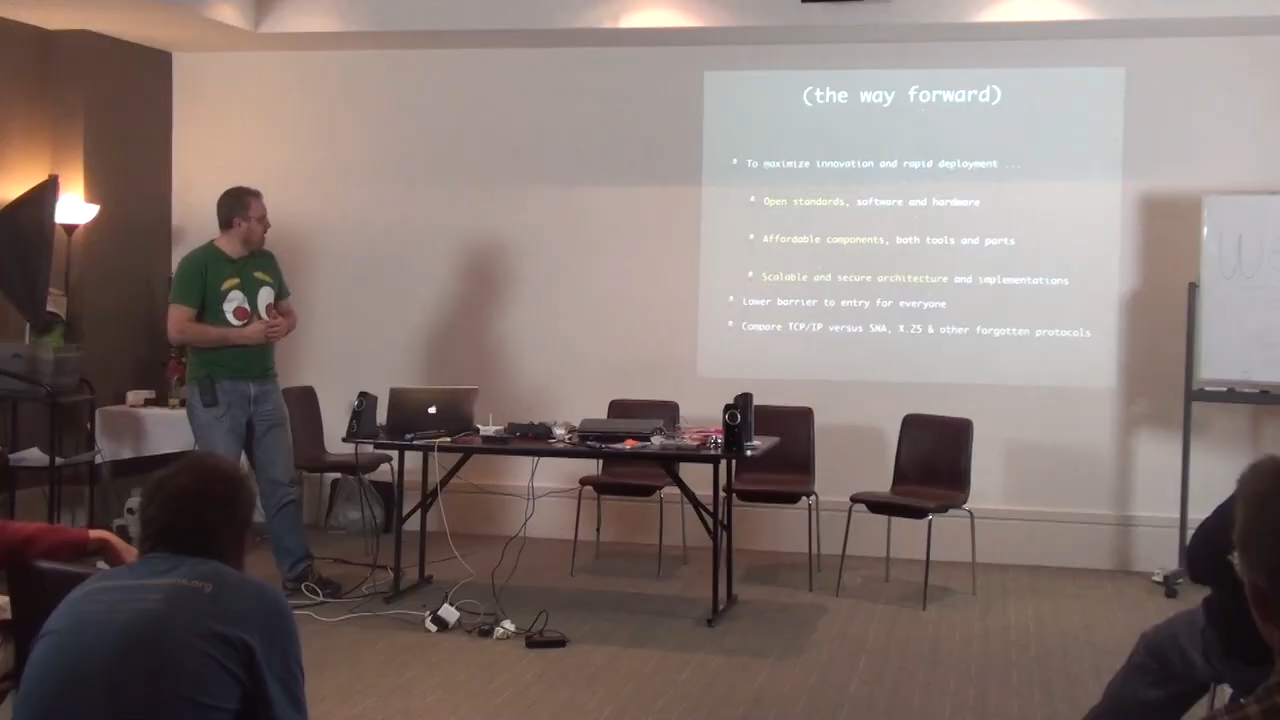 (the way forward)
To maximize innovation and rapid deployment ...
Open standards, software and hardware
Affordable components, both tools and parts
Scalable and secure architecture and implementations
Lower barrier to entry for everyone
Compare TCP/IP versus SNA, X.25 & other forgotten protocols